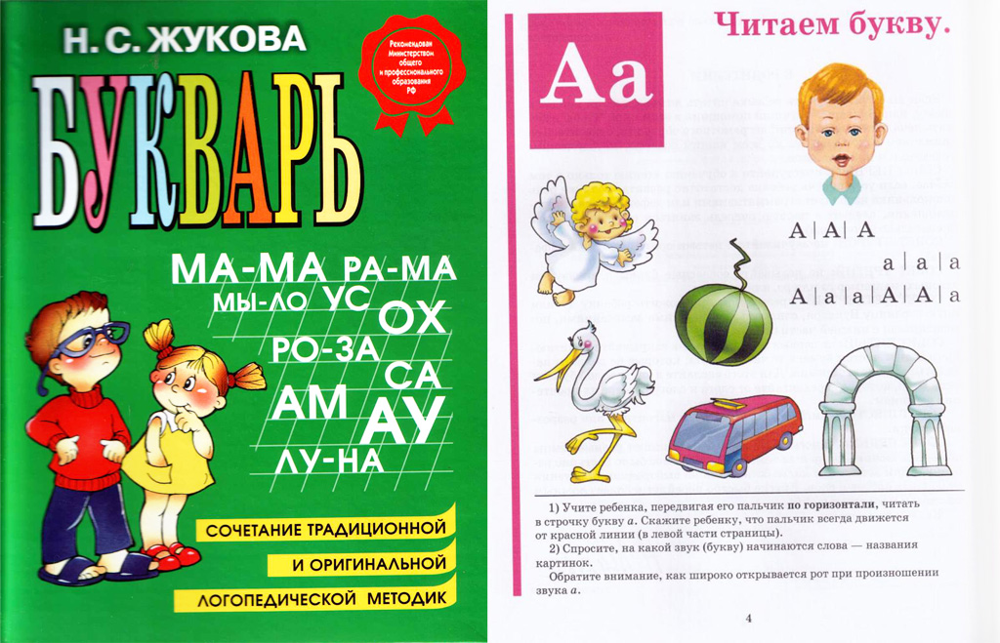 Н. С. ЖУКОВА
Рекомендован
Министерством
общего
и профессионального
образования
РФ
БУКВАРЬ
МА-МА РА-МА
МЫ-ЛО УС
ОХ
РО-ЗА
СА
АМ
АУ
ЛУ-НА
СОЧЕТАНИЕ ТРАДИЦИОННОЙ
И ОРИГИНАЛЬНОЙ
ЛОГОПЕДИЧЕСКОЙ МЕТОДИК
Читаем букву.
Аа
А | А | А
а | а | а
А | а | а | А | А | а
1) Учите ребенка, передвигая его пальчик по горизонтали, читать
в строчку букву а. Скажите ребенку, что пальчик всегда движется
от красной линии (в левой части страницы).
2) Спросите, на какой звук (букву) начинаются слова — названия
картинок.
Обратите внимание, как широко открывается рот при произношении
звука а.
4